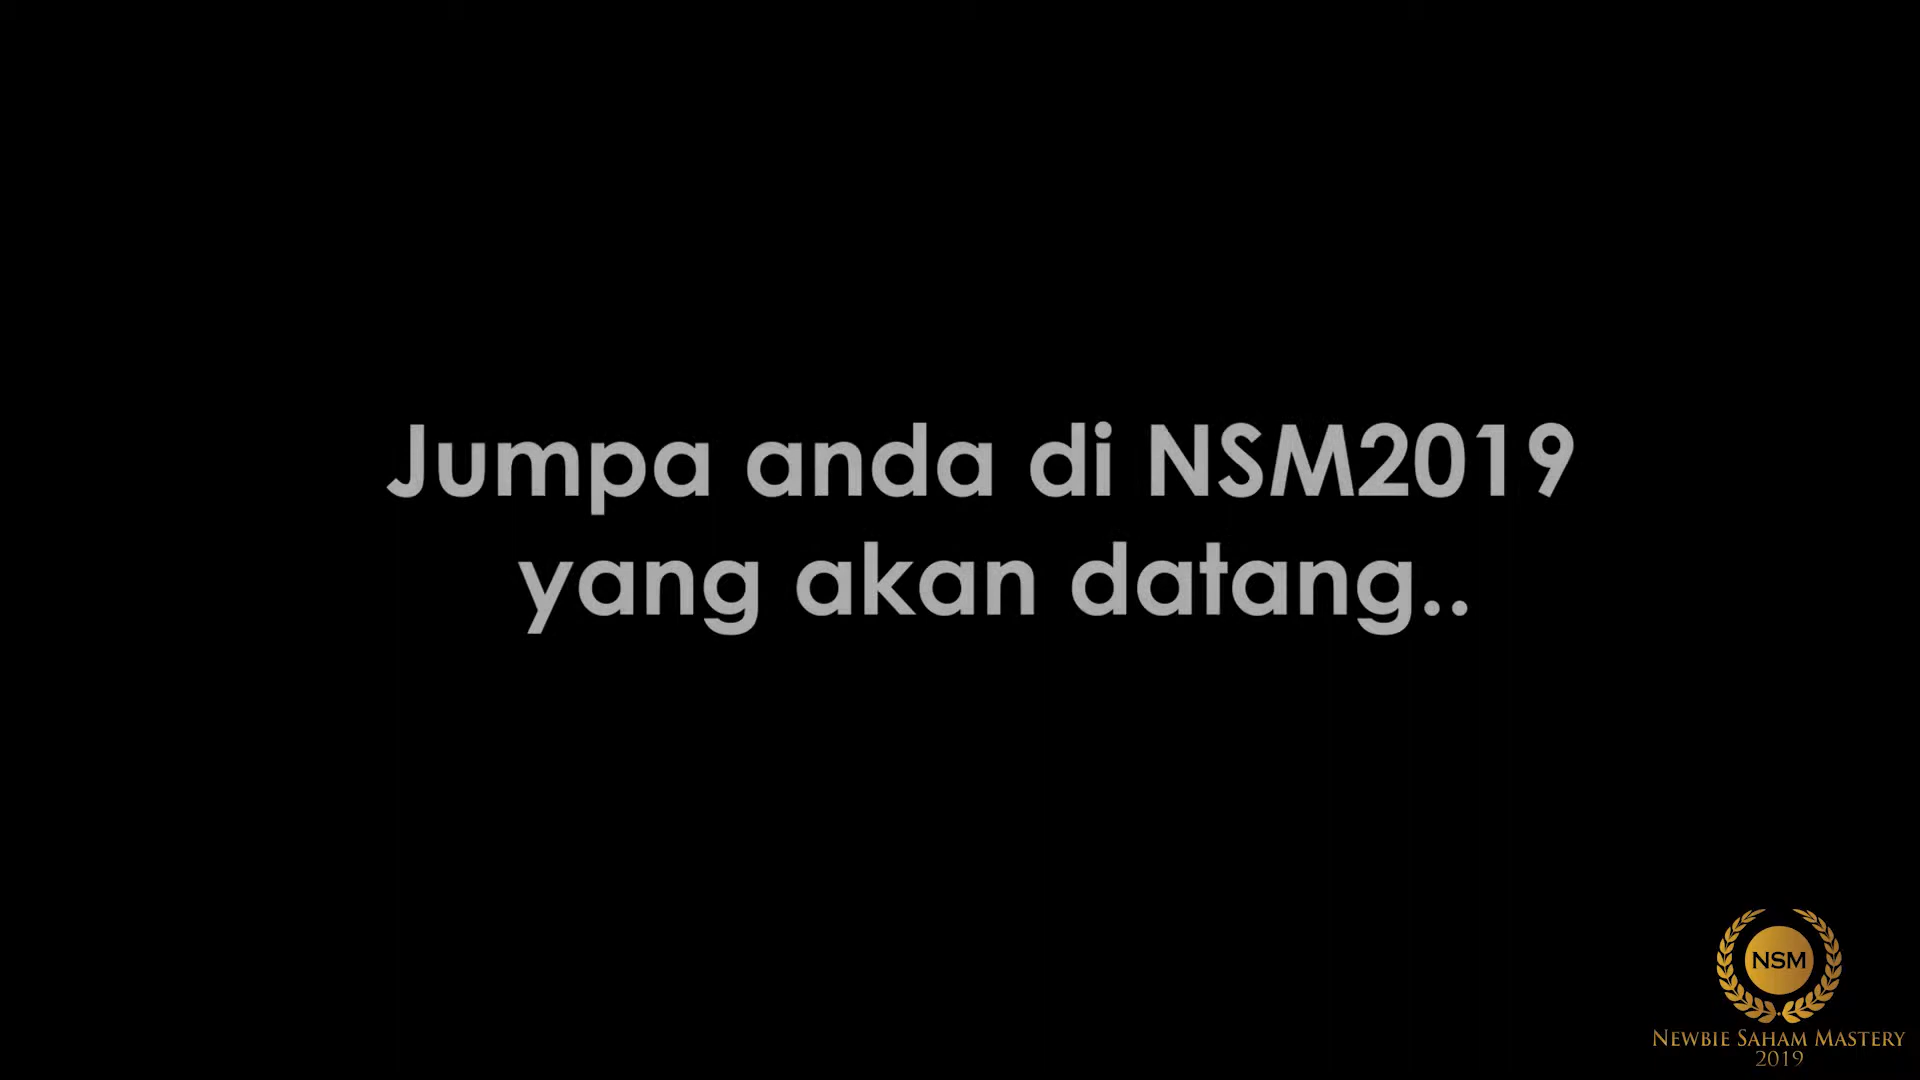 Jumpa anda di NSM2019
yang akan datang..
NSM
NEWBIE SAHAM MASTERY
2019